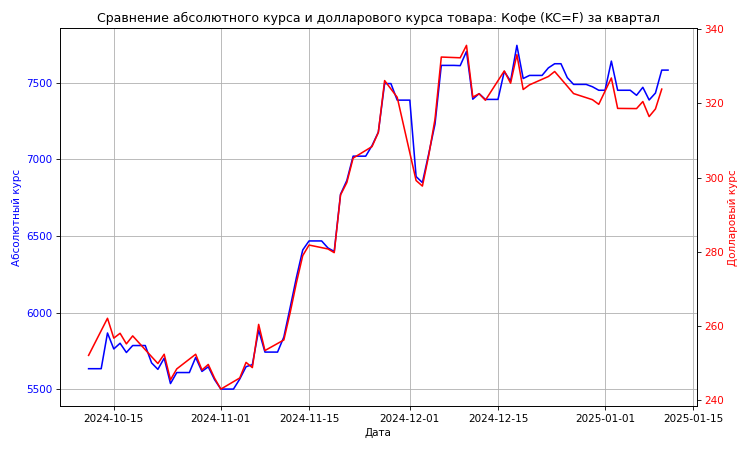 Сравнение абсолютного курса и долларового курса товара: Кофе (KC=F) за квартал
340
7500
320
7000
300
Абсолютный курс
Долларовый курс
6500
280
6000
260
5500
240
2024-10-15 2024-11-01 2024-11-15 2024-12-01 2024-12-15 2025-01-01 2025-01-15
Дата